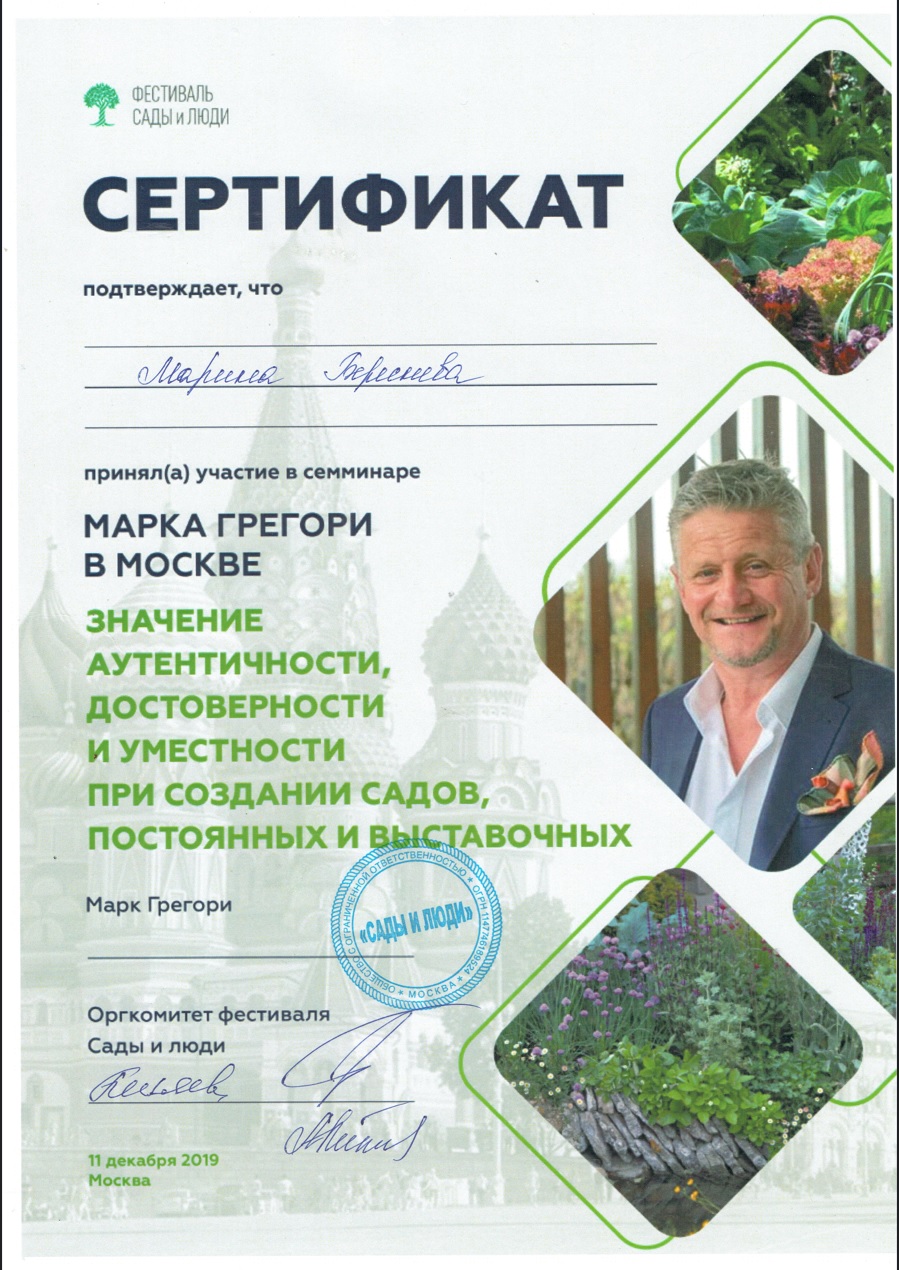 ФЕСТИВАЛЬ
САДЫ и ЛЮДИ
СЕРТИФИКАТ
подтверждает, что
Марина
принял(а) участие в семминаре
МАРКА ГРЕГОРИ
В МОСКВЕ
ЗНАЧЕНИЕ
АУТЕНТИЧНОСТИ,
ДОСТОВЕРНОСТИ
И УМЕСТНОСТИ
ПРИ СОЗДАНИИ САДОВ,
ПОСТОЯННЫХ И ВЫСТАВОЧНЫХ
Марк Грегори
ОБЩЕСТВО С ОГРАНИЧЕННОЙ ОТВЕТСТВЕННОСТЬЮ * ОГРН 1147746189524 * МОСКВА *
«САДЫ И ЛЮДИ»
Оргкомитет фестиваля
Сады и люди
11 декабря 2019
Москва